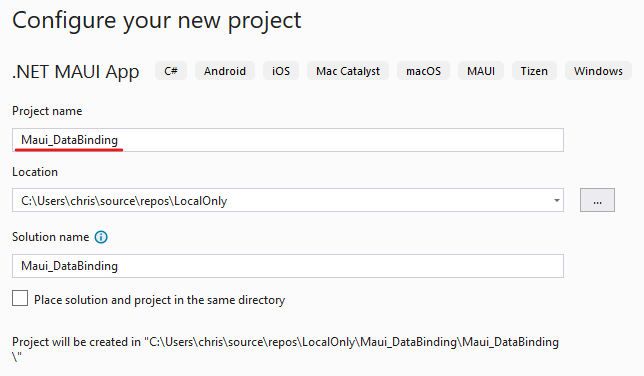 Configure your new project
.NET MAUI App C# Android iOS Mac Catalyst macOS MAUI Tizen Windows
Project name
Maui_DataBinding
Location
C:\Users\chris\source\repos\LocalOnly ...
Solution name
Maui_DataBinding
Place solution and project in the same directory
Project will be created in "C:\Users\chris\source\repos\LocalOnly\Maui_DataBinding\Maui_DataBinding
\"